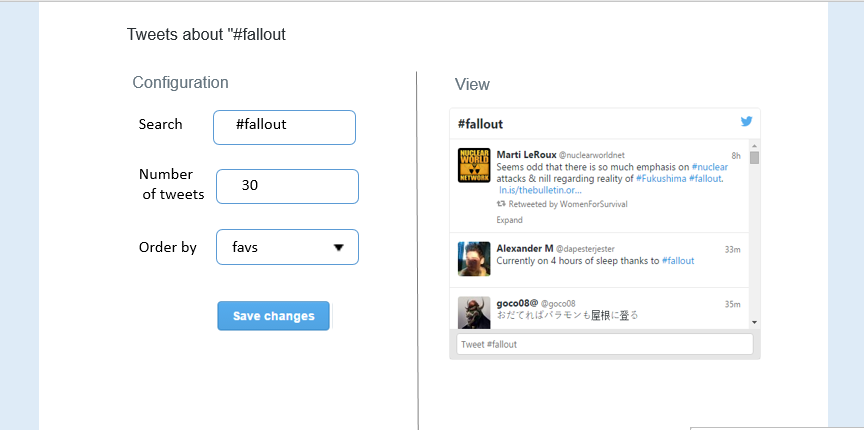 Tweets about "#fallout
Configuration
Search
#fallout
Number
of tweets
30
Order by
favs
Save changes
View
#fallout
NUCLEAR
WORLD
NETWORK
Marti LeRoux @nuclearworldnet 8h
Seems odd that there is so much emphasis on #nuclear
attacks & nill regarding reality of #Fukushima #fallout.
ln.is/thebulletin.or...
Retweeted by WomenForSurvival
Expand
Alexander M @dapesterjester 33m
Currently on 4 hours of sleep thanks to #fallout
goco08@ @goco08 35m
おだてればバラモンも屋根に登る
Tweet #fallout